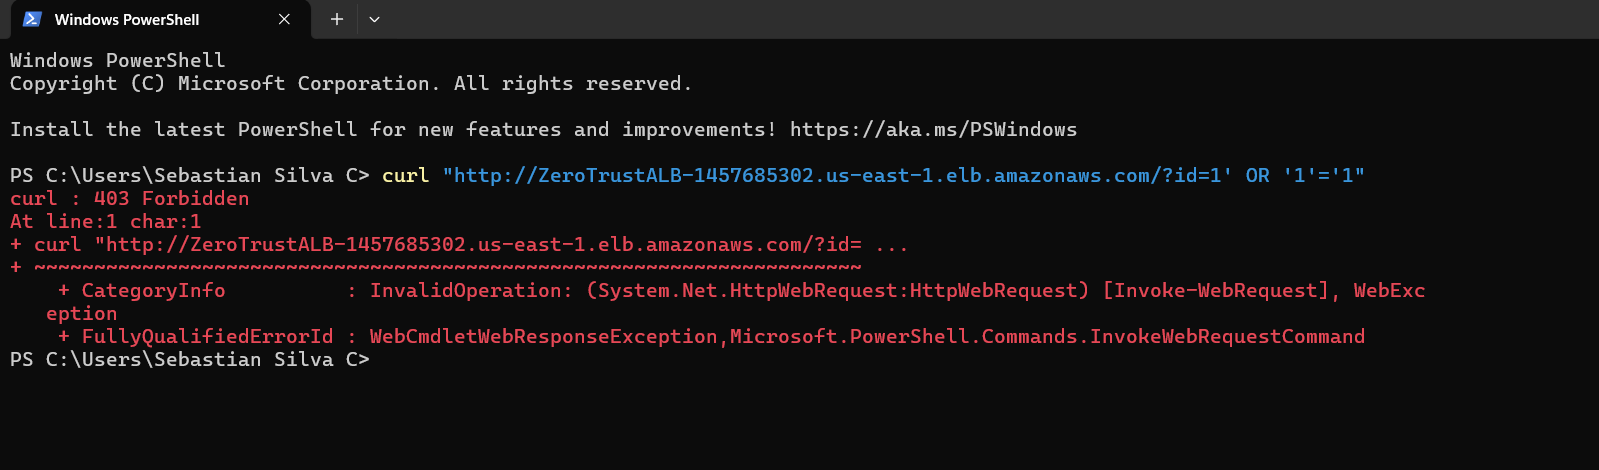 Windows PowerShell
Windows PowerShell
Copyright (C) Microsoft Corporation. All rights reserved.
Install the latest PowerShell for new features and improvements! https://aka.ms/PSWindows
PS C:\Users\Sebastian Silva C> curl "http://ZeroTrustALB-1457685302.us-east-1.elb.amazonaws.com/?id=1' OR '1'='1"
curl : 403 Forbidden
At line:1 char:1
+ curl "http://ZeroTrustALB-1457685302.us-east-1.elb.amazonaws.com/?id= ...
+ ~~~~~~~~~~~~~~~~~~~~~~~~~~~~~~~~~~~~~~~~~~~~~~~~~~~~~~~~~~~~~~~~~~~~~
    + CategoryInfo          : InvalidOperation: (System.Net.HttpWebRequest:HttpWebRequest) [Invoke-WebRequest], WebExc
   eption
    + FullyQualifiedErrorId : WebCmdletWebResponseException,Microsoft.PowerShell.Commands.InvokeWebRequestCommand
PS C:\Users\Sebastian Silva C>